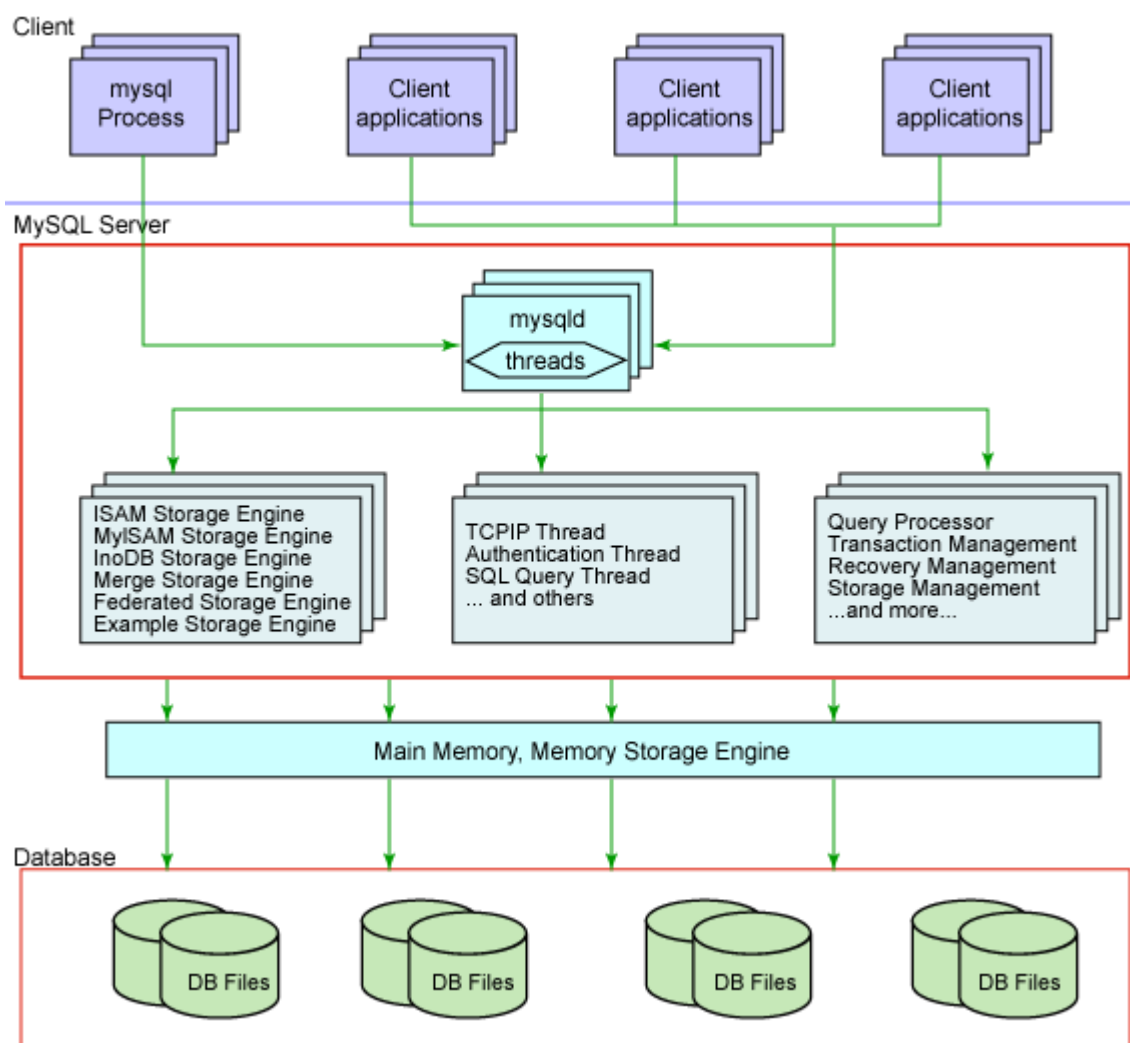 Client
mysql
Process
Client
applications
Client
applications
Client
applications
MySQL Server
mysqld
threads
ISAM Storage Engine
MyISAM Storage Engine
InoDB Storage Engine
Merge Storage Engine
Federated Storage Engine
Example Storage Engine
TCPIP Thread
Authentication Thread
SQL Query Thread
... and others
Query Processor
Transaction Management
Recovery Management
Storage Management
...and more...
Main Memory, Memory Storage Engine
Database
DB Files
DB Files
DB Files
DB Files